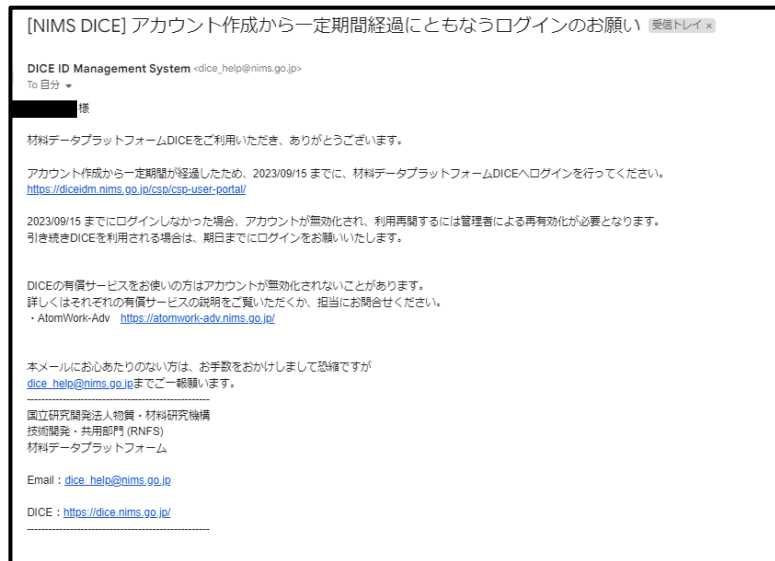 [NIMS DICE] アカウント作成から一定期間経過にともなうログインのお願い 受信トレイ ×
DICE ID Management System <dice_help@nims.go.jp>
To 自分
様
材料データプラットフォームDICEをご利用いただき、ありがとうございます。
アカウント作成から一定期間が経過したため、2023/09/15 までに、材料データプラットフォームDICEへログインを行ってください。
https://diceidm.nims.go.jp/csp/csp-user-portal/
2023/09/15 までにログインしなかった場合、アカウントが無効化され、利用再開するには管理者による再有効化が必要となります。
引き続きDICEを利用される場合は、期日までにログインをお願いいたします。
DICEの有償サービスをお使いの方はアカウントが無効化されないことがあります。
詳しくはそれぞれの有償サービスの説明をご覧いただくか、担当にお問合せください。
・AtomWork-Adv https://atomwork-adv.nims.go.jp/
本メールにお心あたりのない方は、お手数をおかけしまして恐縮ですが
dice_help@nims.go.jpまでご一報願います。
--------------------------------------------------
国立研究開発法人物質・材料研究機構
技術開発・共用部門 (RNFS)
材料データプラットフォーム
Email：dice_help@nims.go.jp
DICE：https://dice.nims.go.jp/
--------------------------------------------------